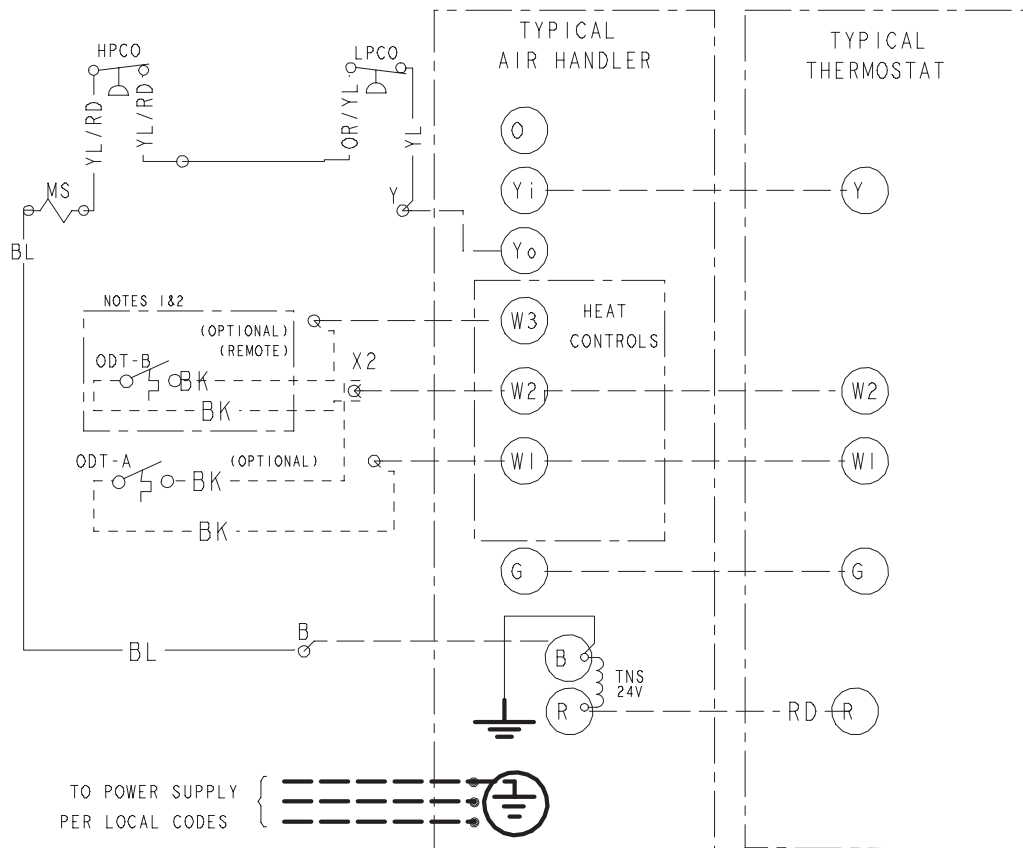 TYPICAL
AIR HANDLER
TYPICAL
THERMOSTAT
HPCO
LPCO
YL/RD
YL/RD
OR/YL
YL
O
MS
Y
Yi
Y
BL
Yo
NOTES 1&2
(OPTIONAL)
(REMOTE)
W3
HEAT
CONTROLS
ODT-B
BK
X2
W2
W2
BK
ODT-A
(OPTIONAL)
W1
W1
BK
BK
G
G
B
BL
B
TNS
24V
R
RD
R
TO POWER SUPPLY
PER LOCAL CODES